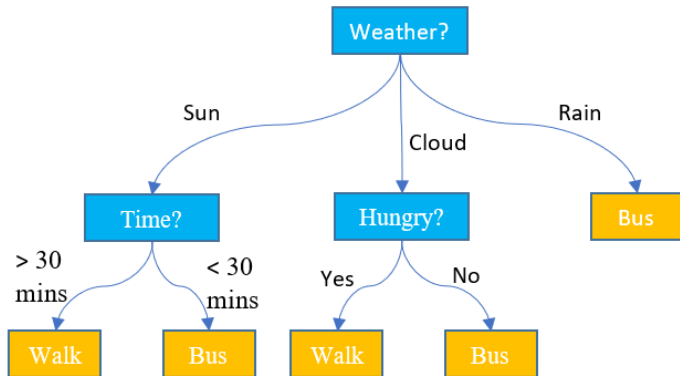 Weather?
Sun
Cloud
Rain
Time?
Hungry?
Bus
> 30
mins
< 30
mins
Yes
No
Walk
Bus
Walk
Bus